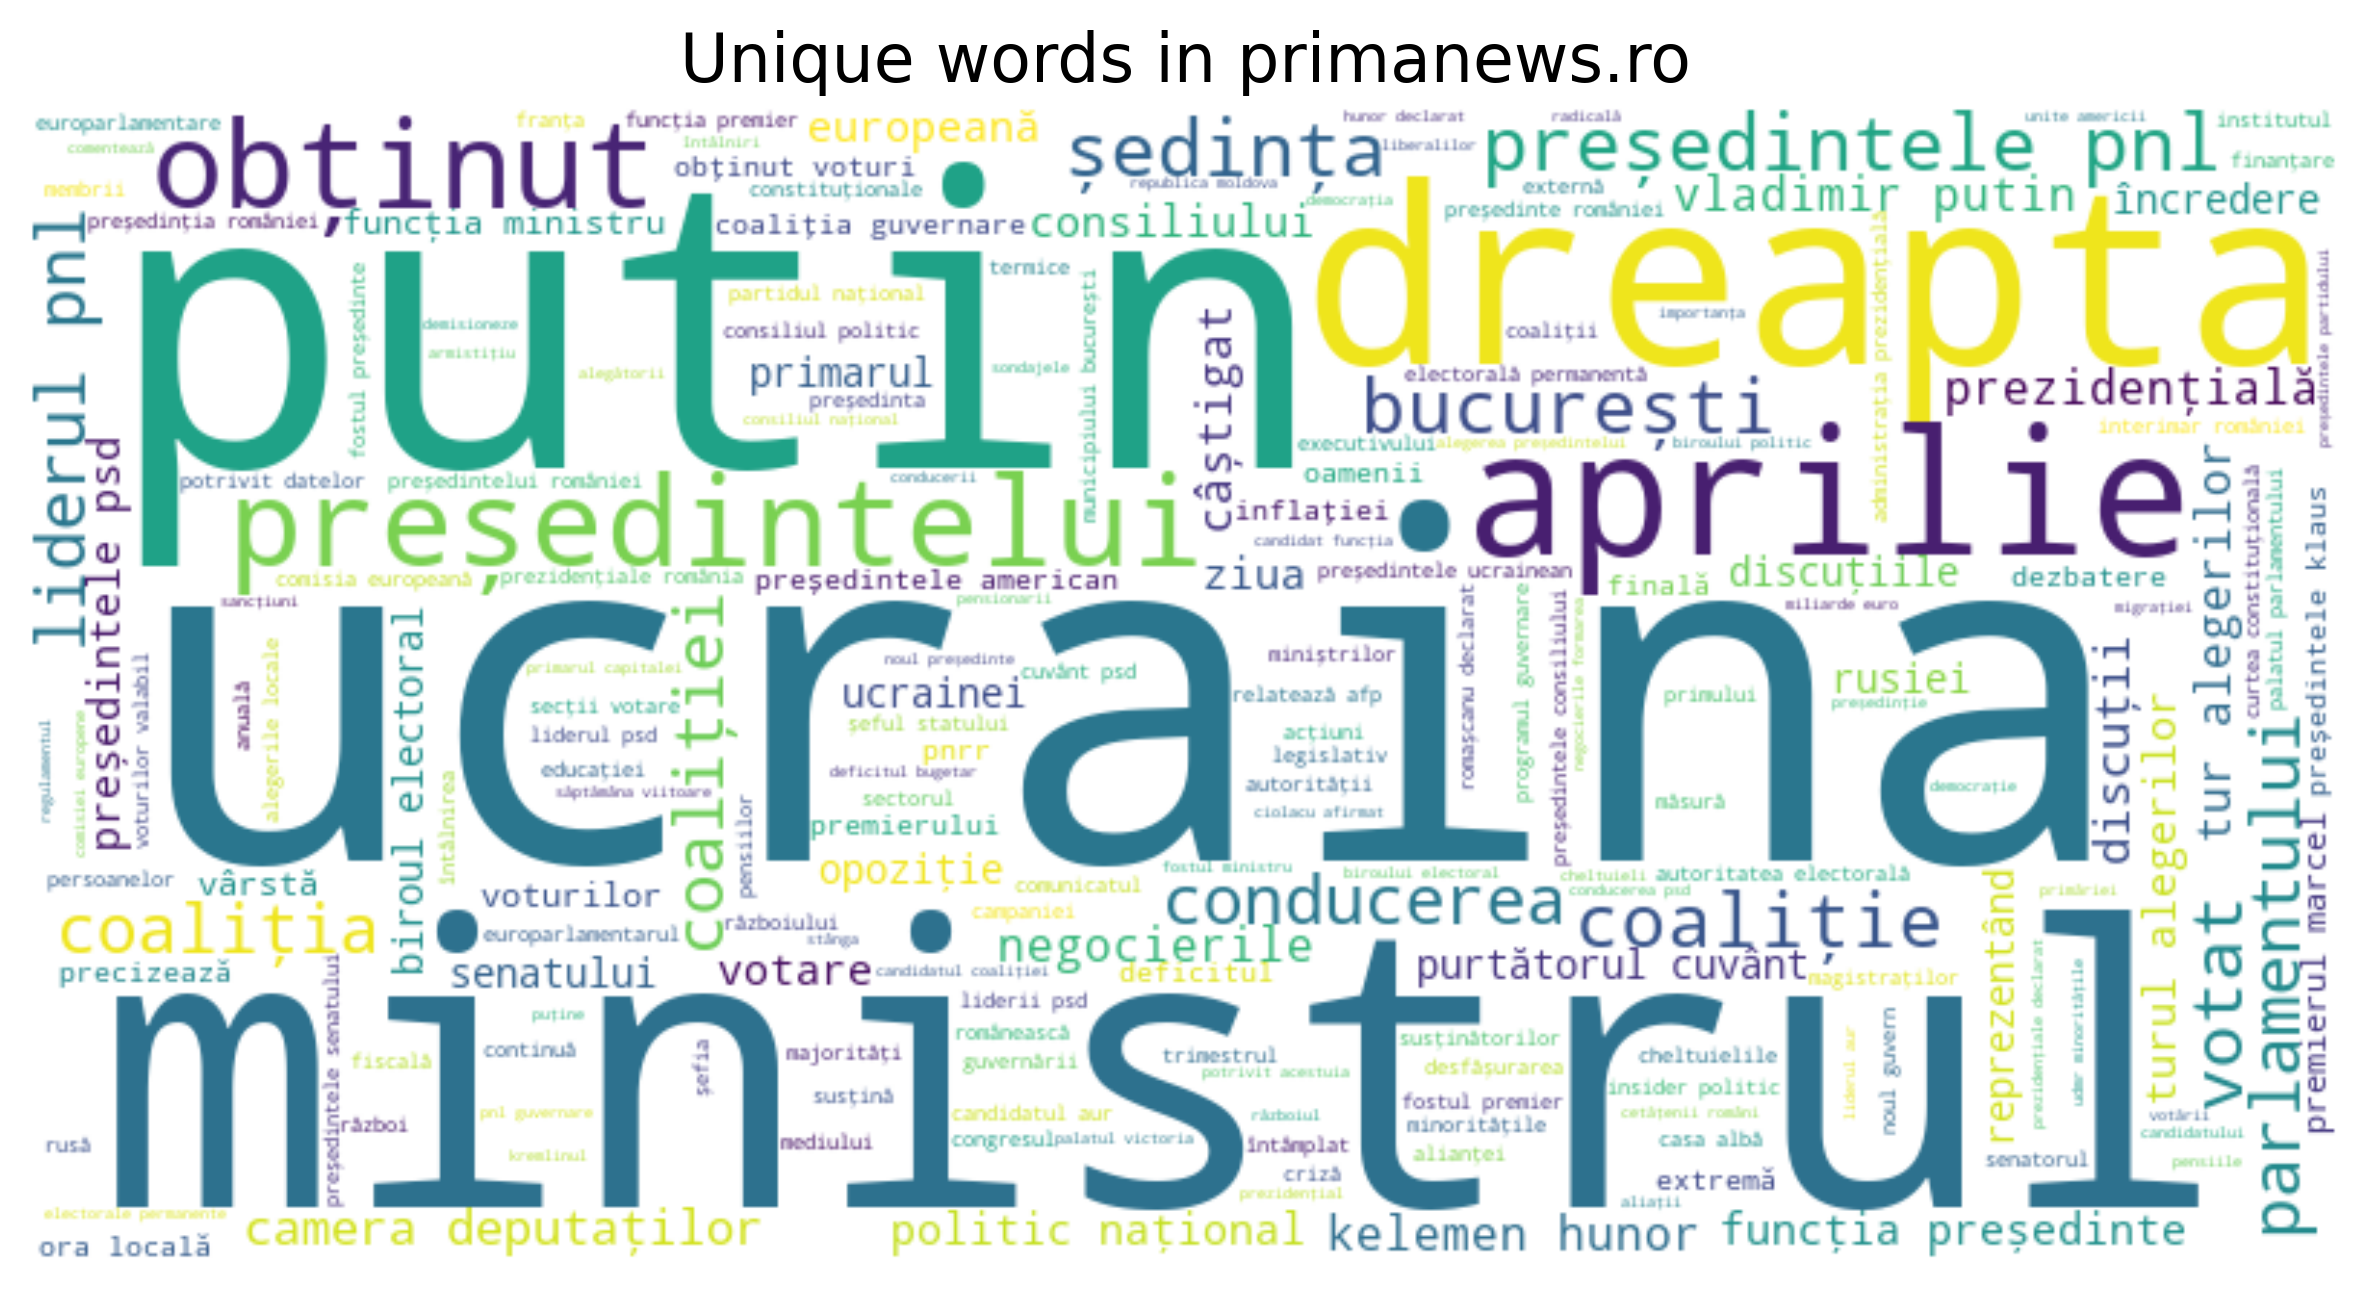 Unique words in primanews.ro
europarlamentare
comentează
membrii
președinția româniei
obținut
franța
funcția premier
întâlniri
obținut voturi
constituționale
europeană
funcția ministru
coaliția guvernare
consiliului
ședința
hunor declarat
liberalilor
republica moldova
democrația
radicală
unite americii
institutul
finanțare
președintele pnl
externă
președinte româniei
vladimir putin
încredere
liderul pnl
putin
dreapta
fostul președinte
demisioneze
armistițiu
alegătorii
partidul național
consiliul politic
primarul
președinta
consiliul național
termice
sondajele
municipiului bucurești
câștigat
coaliții
importanța
administrația prezidențială
președintele partidului
electorală permanentă
bucurești
prezidențială
interimar româniei
executivului
alegerea președintelui
biroului politic
oamenii
aprilie
președintele psd
potrivit datelor
președintelui româniei
conducerii
președintelui
inflației
candidat funcția
comisia europeană
prezidențiale românia
președintele american
ziua
președintele ucrainean
finală
discuțiile
dezbatere
tur alegerilor
curtea constituțională
palatul parlamentului
președintele klaus
ucraina
sancțiuni
pensionarii
miliarde euro
migrației
anuală
alegerile locale
voturilor valabil
regulamentul
comisiei europene
biroul electoral
întâlnirea
primarul capitalei
secții votare
liderul psd
educației
săptămâna viitoare
coaliției
pensiilor
noul președinte
cuvânt psd
ucrainei
șeful statului
pnrr
deficitul bugetar
sectorul
premierului
opoziție
miniștrilor
relatează afp
acțiuni
legislativ
autorității
ciolacu afirmat
romașcanu declarat
programul guvernare
președintele consiliului
negocierile formarea
primului
rusiei
președinție
măsură
democrație
discuții
turul alegerilor
votat
parlamentului
premierul marcel
persoanelor
vârstă
coaliția
precizează
voturilor
europarlamentarul
senatului
războiului
stânga
votare
fostul ministru
comunicatul
campaniei
biroului electoral
cheltuieli
conducerea psd
autoritatea electorală
primăriei
conducerea
negocierile
coaliție
candidatul coaliției
deficitul
purtătorul cuvânt
magistraților
reprezentând
ministrul
președintele senatului
fiscală
puține
continuă
pnl guvernare
război
rusă
kremlinul
șefia
majorități
susțină
mediului
liderii psd
românească
guvernării
candidatul aur
congresul
palatul victoria
trimestrul
potrivit acestuia
războiul
întâmplat
criză
prezidențial
susținătorilor
desfășurarea
fostul premier
minoritățile
alianței
cheltuielile
insider politic
cetățenii români
casa albă
extremă
aliații
liderul aur
noul guvern
prezidențiale declarat
udmr minoritățile
senatorul
votării
candidatului
pensiile
electorale permanente
ora locală
camera deputaților
politic național
kelemen hunor
funcția președinte